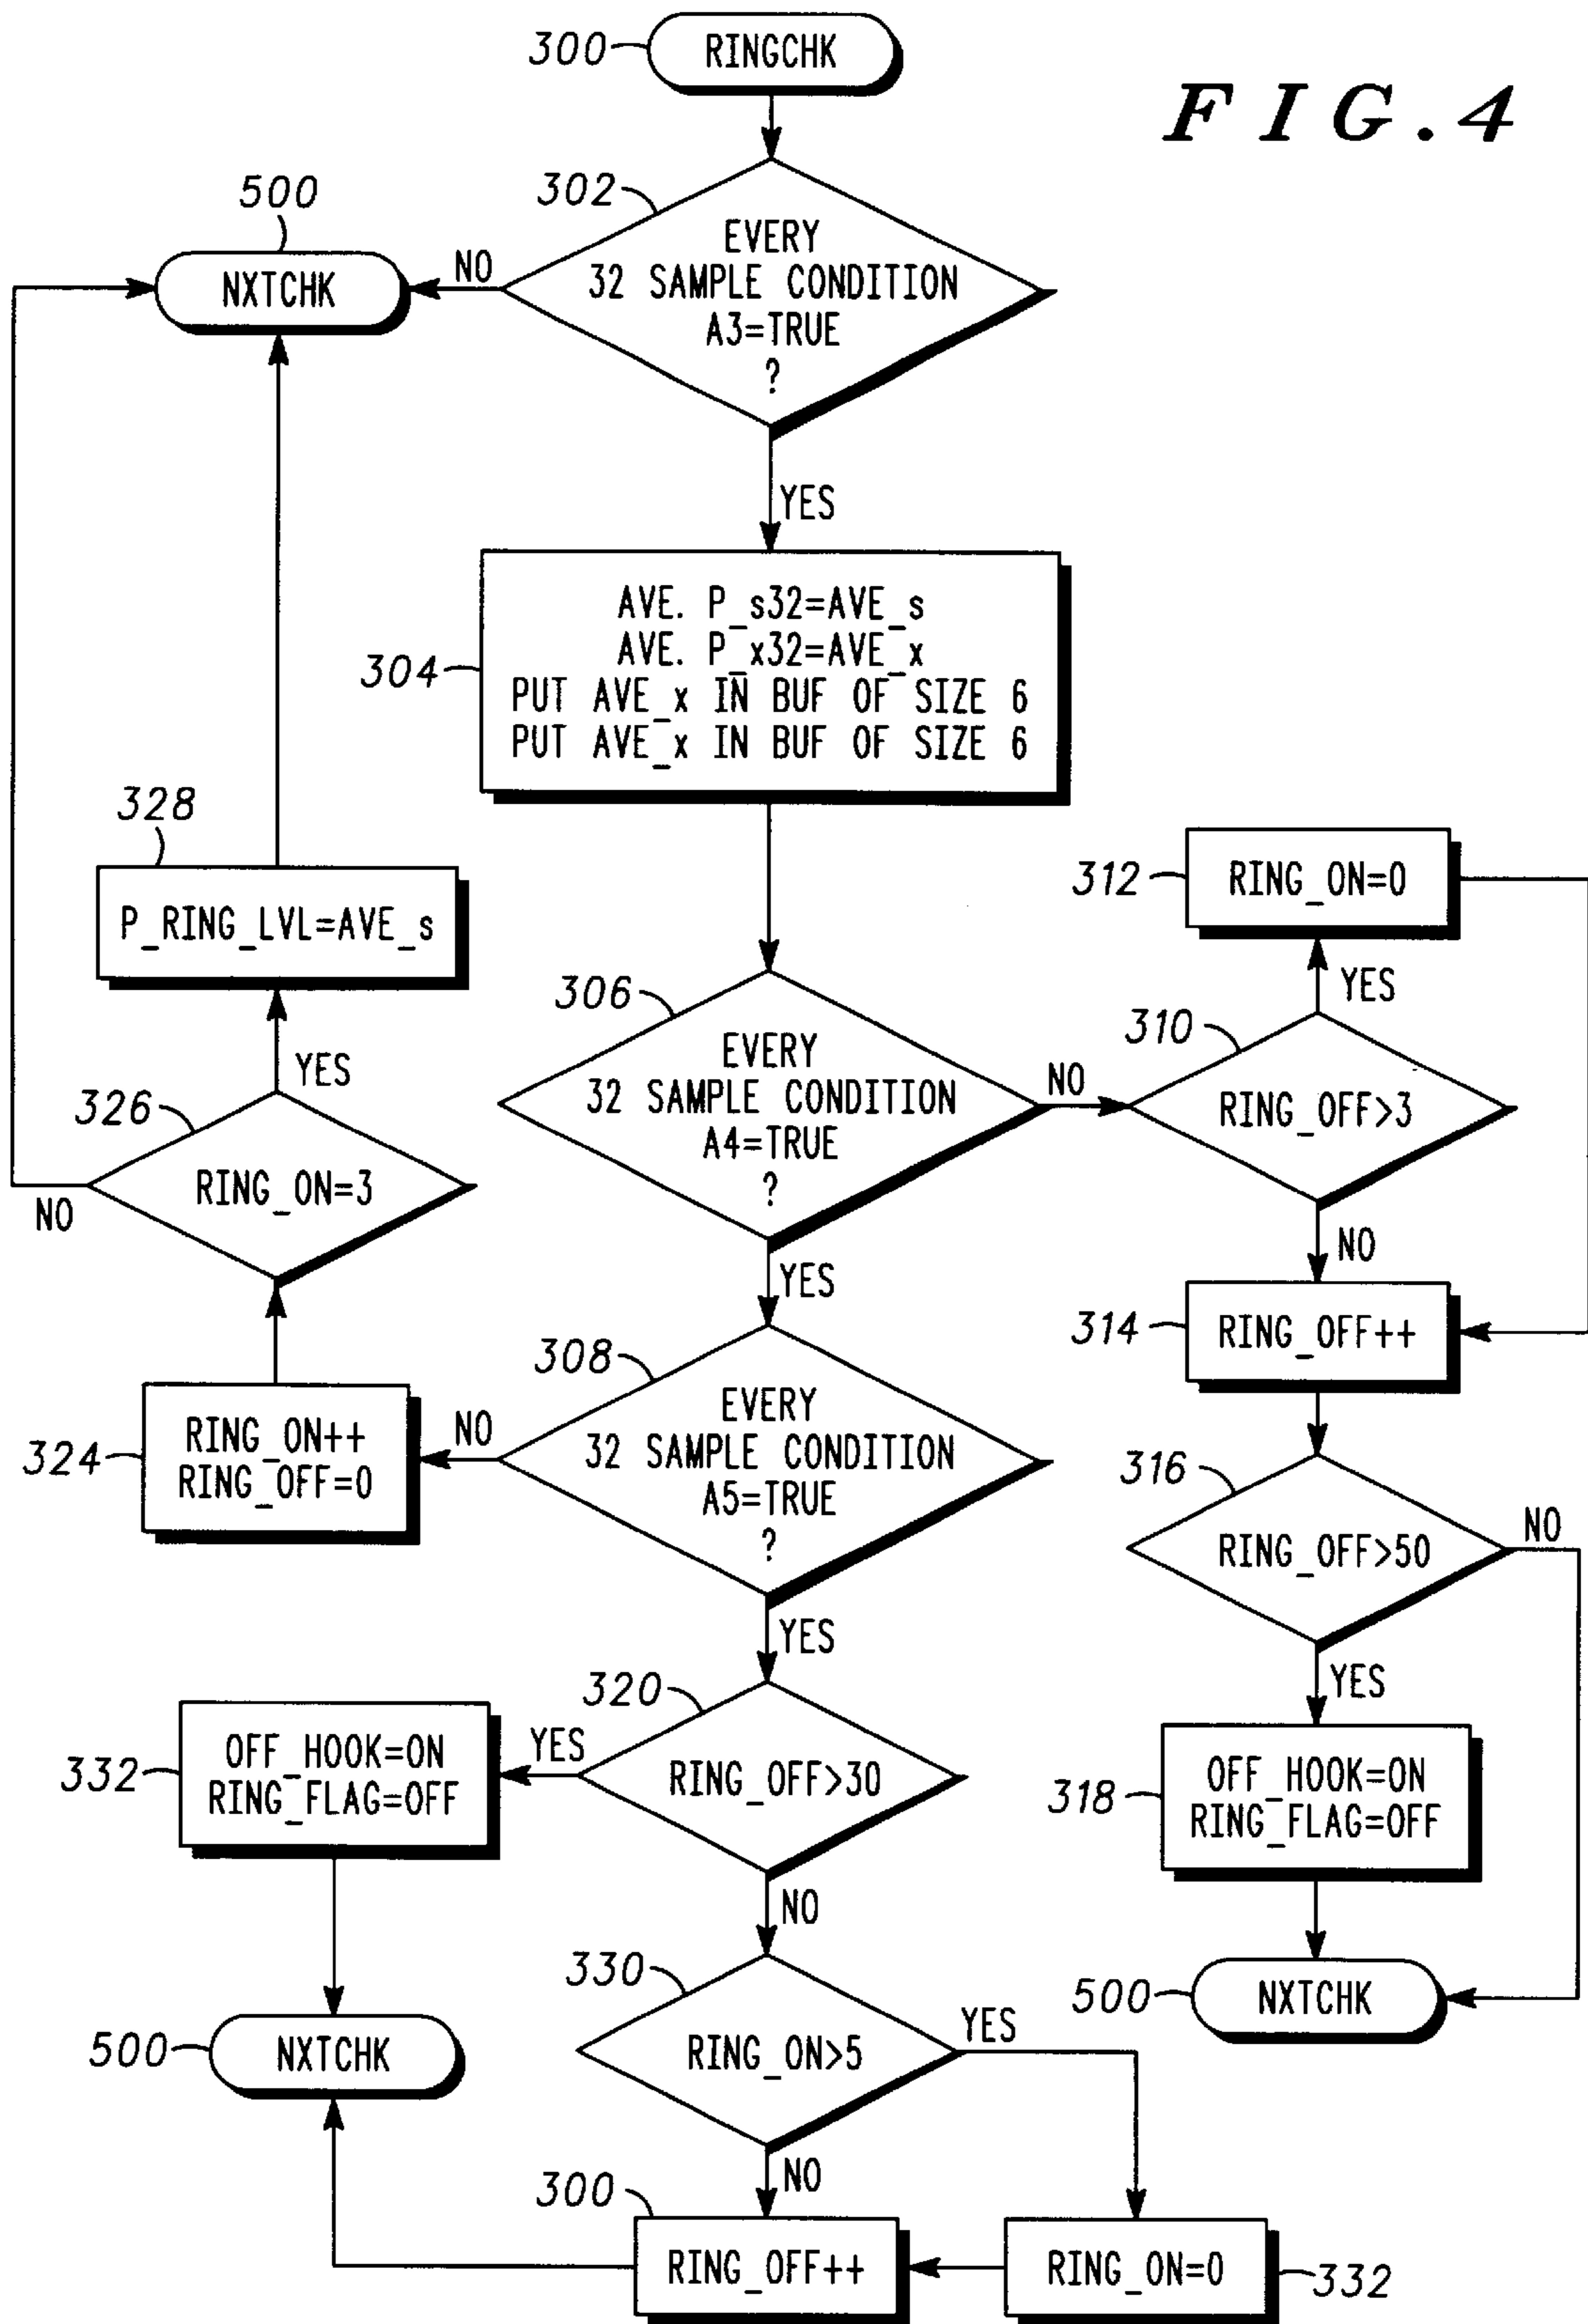 300
RINGCHK
FIG.4
302
EVERY
32 SAMPLE CONDITION
A3=TRUE
?
500
NXTCHK
NO
YES
304
AVE. P_s32=AVE_s
AVE. P_x32=AVE_x
PUT AVE_x IN BUF OF SIZE 6
PUT AVE_x IN BUF OF SIZE 6
328
P_RING_LVL=AVE_s
312
RING_ON=0
YES
306
EVERY
32 SAMPLE CONDITION
A4=TRUE
?
NO
310
RING_OFF>3
YES
326
RING_ON=3
NO
NO
YES
314
RING_OFF++
308
EVERY
32 SAMPLE CONDITION
A5=TRUE
?
NO
324
RING_ON++
RING_OFF=0
316
RING_OFF>50
NO
YES
YES
320
RING_OFF>30
YES
332
OFF_HOOK=ON
RING_FLAG=OFF
318
OFF_HOOK=ON
RING_FLAG=OFF
NO
330
RING_ON>5
YES
500
NXTCHK
500
NXTCHK
NO
300
RING_OFF++
RING_ON=0
332